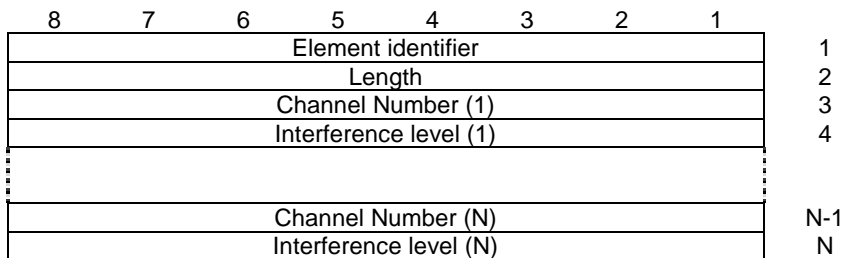 8 7 6 5 4 3 2 1
Element identifier 1
Length 2
Channel Number (1) 3
Interference level (1) 4
Channel Number (N) N-1
Interference level (N) N